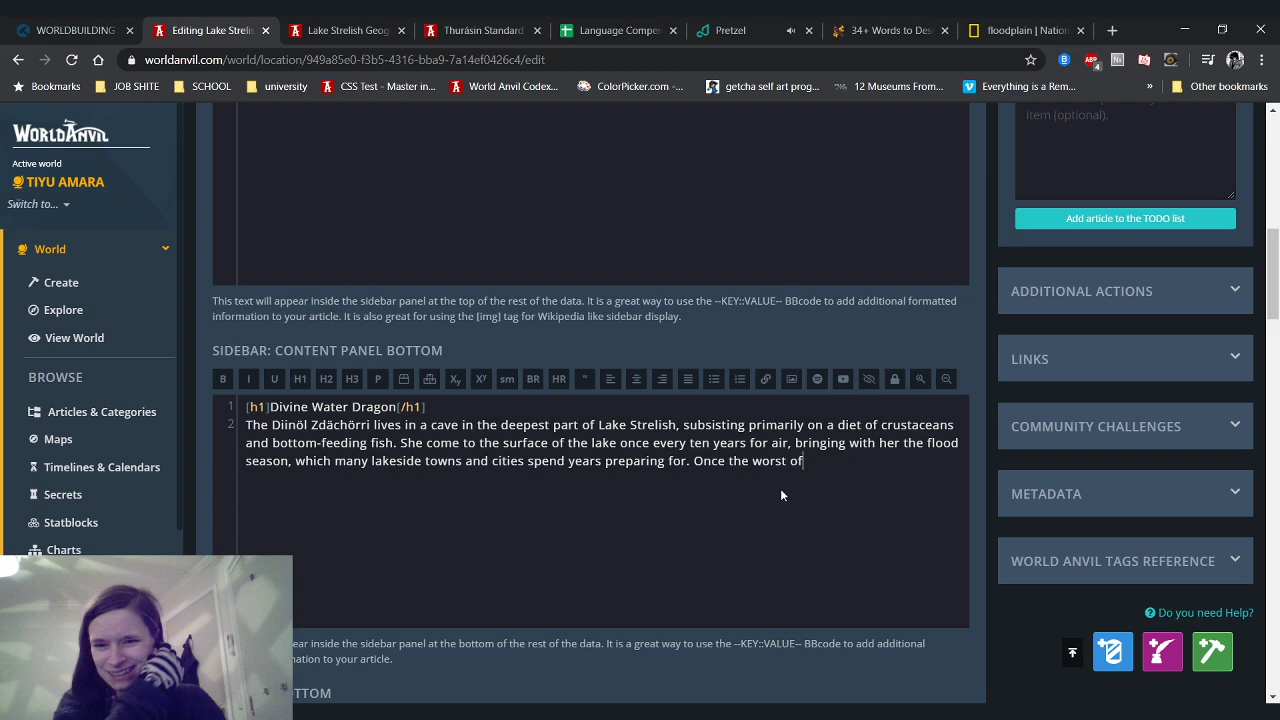 WORLDBUILDING
Editing Lake Strelis
Lake Strelish Geog
Thurásin Standard
Language Comper
Pretzel
34+ Words to Des
floodplain | Nation
worldanvil.com/world/location/949a85e0-f3b5-4316-bba9-7a14ef0426c4/edit
Bookmarks
JOB SHITE
SCHOOL
university
CSS Test - Master in...
World Anvil Codex...
ColorPicker.com -...
getcha self art prog...
12 Museums From...
Everything is a Rem...
»
Other bookmarks
WORLDANVIL
Active world
TIYU AMARA
Switch to...
World
Create
Explore
View World
BROWSE
Articles & Categories
Maps
Timelines & Calendars
Secrets
Statblocks
Charts
This text will appear inside the sidebar panel at the top of the rest of the data. It is a great way to use the --KEY::VALUE-- BBcode to add additional formatted
information to your article. It is also great for using the [img] tag for Wikipedia like sidebar display.
SIDEBAR: CONTENT PANEL BOTTOM
B I U H1 H2 H3 P Xy XY sm BR HR “
1 [h1]Divine Water Dragon[/h1]
2 The Diinöl Zdächörri lives in a cave in the deepest part of Lake Strelish, subsisting primarily on a diet of crustaceans
and bottom-feeding fish. She come to the surface of the lake once every ten years for air, bringing with her the flood
season, which many lakeside towns and cities spend years preparing for. Once the worst of
ear inside the sidebar panel at the bottom of the rest of the data. It is a great way to use the --KEY::VALUE-- BBcode to add additional
mation to your article.
OTTOM
item (optional).
Add article to the TODO list
ADDITIONAL ACTIONS
LINKS
COMMUNITY CHALLENGES
METADATA
WORLD ANVIL TAGS REFERENCE
Do you need Help?